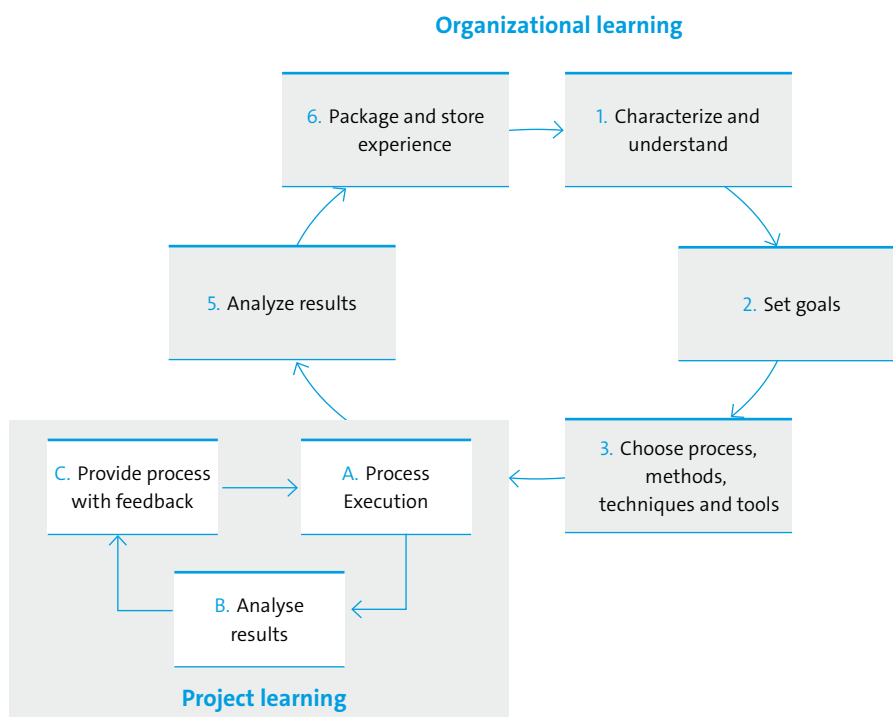 Organizational learning
6. Package and store
experience
1. Characterize and
understand
5. Analyze results
2. Set goals
3. Choose process,
methods,
techniques and tools
C. Provide process
with feedback
A. Process
Execution
B. Analyse
results
Project learning